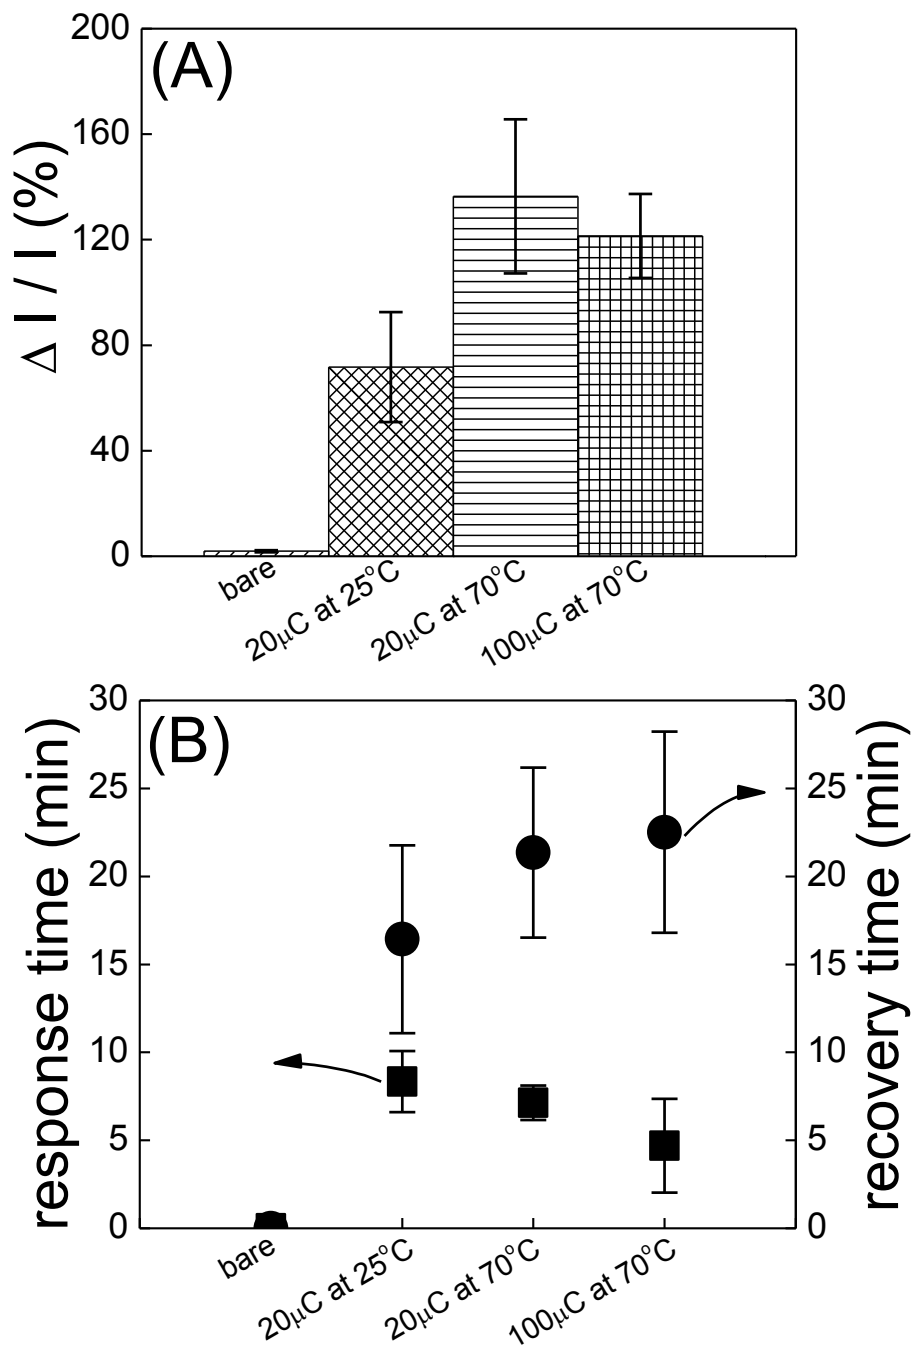 (A)
Δ I / I (%)
200
160
120
80
40
0
bare
20μC at 25°C
20μC at 70°C
100μC at 70°C
(B)
response time (min)
30
25
20
15
10
5
0
recovery time (min)
30
25
20
15
10
5
0
bare
20μC at 25°C
20μC at 70°C
100μC at 70°C